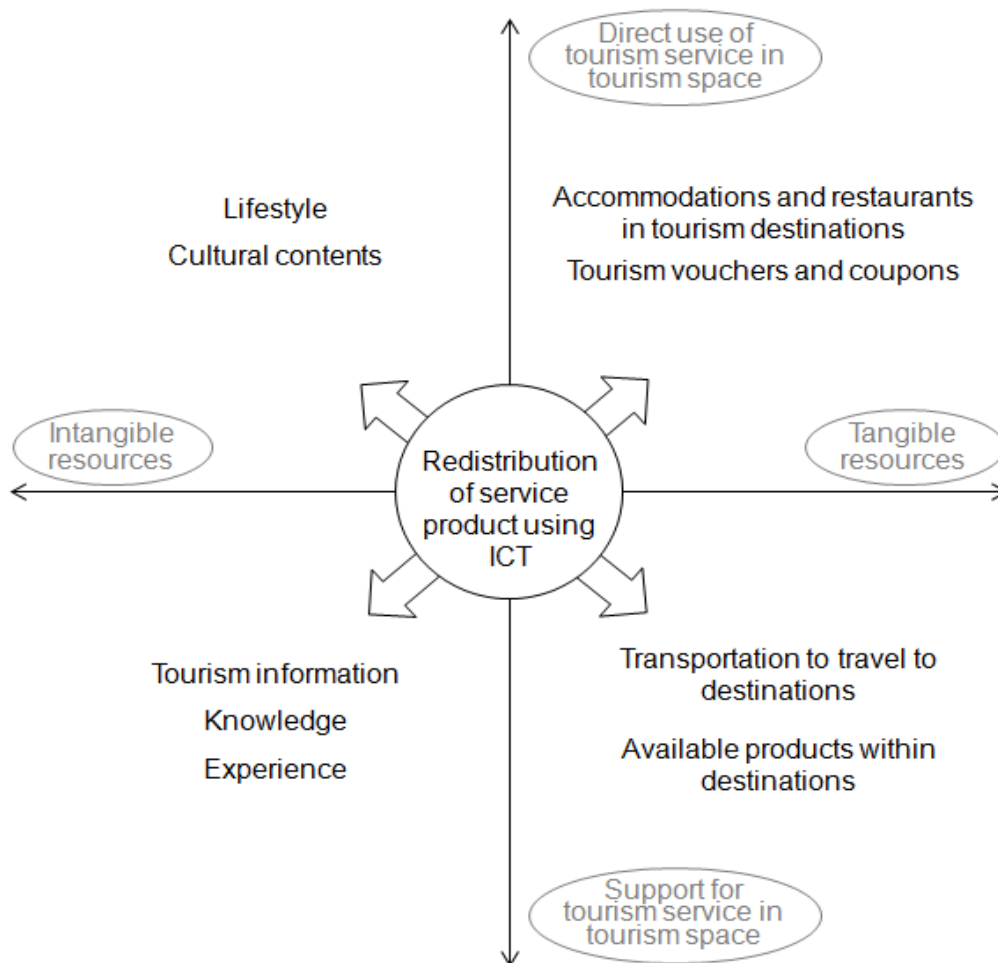 Direct use of
tourism service in
tourism space
Lifestyle
Cultural contents
Accommodations and restaurants
in tourism destinations
Tourism vouchers and coupons
Intangible
resources
Tangible
resources
Redistribution
of service
product using
ICT
Tourism information
Knowledge
Experience
Transportation to travel to
destinations
Available products within
destinations
Support for
tourism service in
tourism space